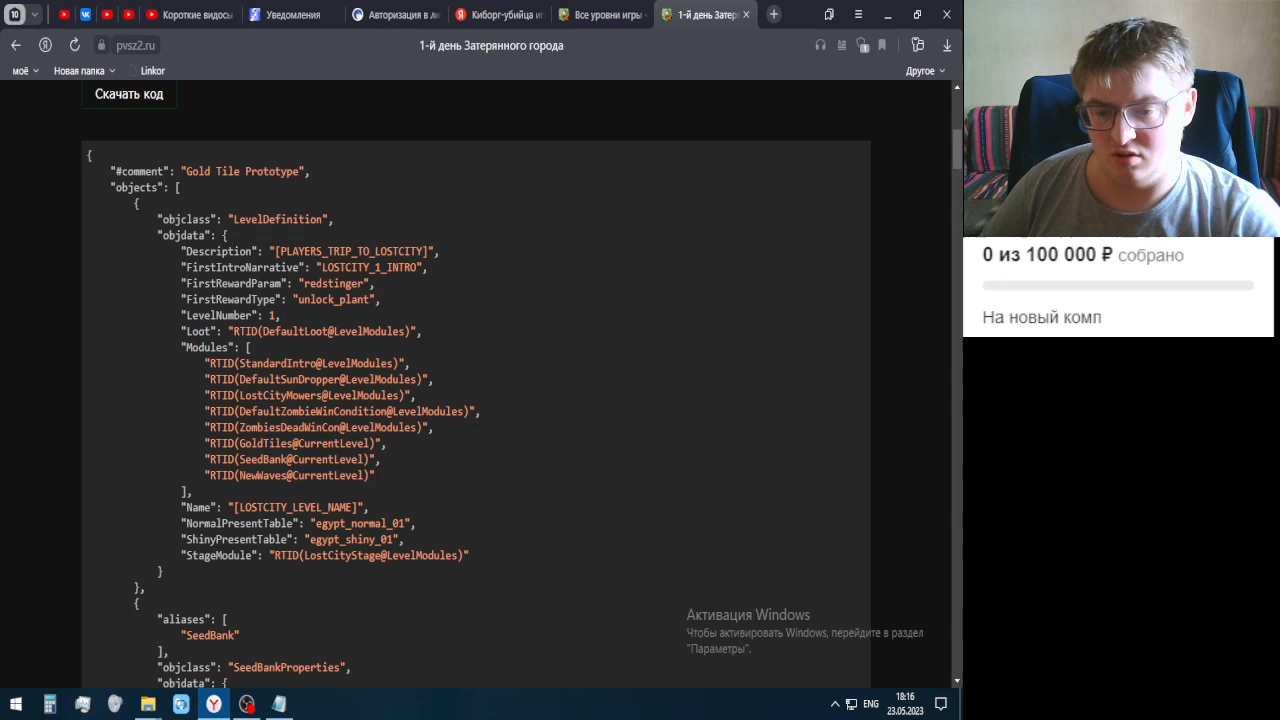 10
Короткие видось
Уведомления
Авторизация в ли
Киборг-убийца иг
Все уровни игры -
1-й день Затер
pvsz2.ru
1-й день Затерянного города
1
моё
Новая папка
Linkor
Другое
Скачать код
{
"#comment": "Gold Tile Prototype",
"objects": [
{
"objclass": "LevelDefinition",
"objdata": {
"Description": "[PLAYERS_TRIP_TO_LOSTCITY]",
"FirstIntroNarrative": "LOSTCITY_1_INTRO",
"FirstRewardParam": "redstinger",
"FirstRewardType": "unlock_plant",
"LevelNumber": 1,
"Loot": "RTID(DefaultLoot@LevelModules)",
"Modules": [
"RTID(StandardIntro@LevelModules)",
"RTID(DefaultSunDropper@LevelModules)",
"RTID(LostCityMowers@LevelModules)",
"RTID(DefaultZombieWinCondition@LevelModules)",
"RTID(ZombiesDeadWinCon@LevelModules)",
"RTID(GoldTiles@CurrentLevel)",
"RTID(SeedBank@CurrentLevel)",
"RTID(NewWaves@CurrentLevel)"
],
"Name": "[LOSTCITY_LEVEL_NAME]",
"NormalPresentTable": "egypt_normal_01",
"ShinyPresentTable": "egypt_shiny_01",
"StageModule": "RTID(LostCityStage@LevelModules)"
}
},
{
"aliases": [
"SeedBank"
],
"objclass": "SeedBankProperties",
"objdata": {
Активация Windows
Чтобы активировать Windows, перейдите в раздел
"Параметры".
0 из 100 000 ₽ собрано
На новый комп
ENG
18:16
23.05.2023